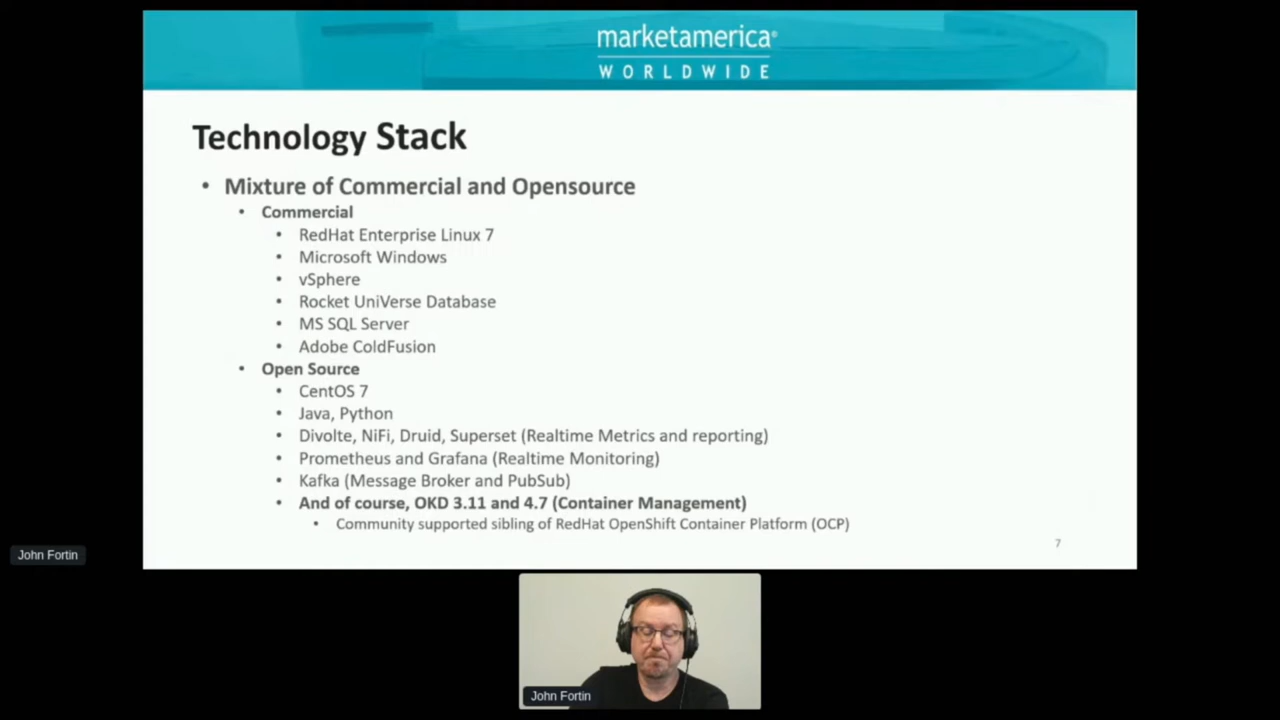 marketamerica®
WORLDWIDE
Technology Stack
• Mixture of Commercial and Opensource
• Commercial
• RedHat Enterprise Linux 7
• Microsoft Windows
• vSphere
• Rocket UniVerse Database
• MS SQL Server
• Adobe ColdFusion
• Open Source
• CentOS 7
• Java, Python
• Divolte, NiFi, Druid, Superset (Realtime Metrics and reporting)
• Prometheus and Grafana (Realtime Monitoring)
• Kafka (Message Broker and PubSub)
• And of course, OKD 3.11 and 4.7 (Container Management)
• Community supported sibling of RedHat OpenShift Container Platform (OCP)
7
John Fortin
John Fortin